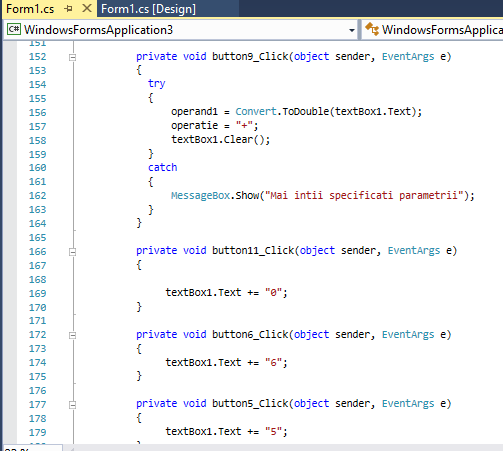 Form1.cs Form1.cs [Design]
C# WindowsFormsApplication3 WindowsFormsApplica
151
152 private void button9_Click(object sender, EventArgs e)
153 {
154 try
155 {
156 operand1 = Convert.ToDouble(textBox1.Text);
157 operatie = "+";
158 textBox1.Clear();
159 }
160 catch
161 {
162 MessageBox.Show("Mai intii specificati parametrii");
163 }
164 }
165
166 private void button11_Click(object sender, EventArgs e)
167 {
168
169 textBox1.Text += "0";
170 }
171
172 private void button6_Click(object sender, EventArgs e)
173 {
174 textBox1.Text += "6";
175 }
176
177 private void button5_Click(object sender, EventArgs e)
178 {
179 textBox1.Text += "5";